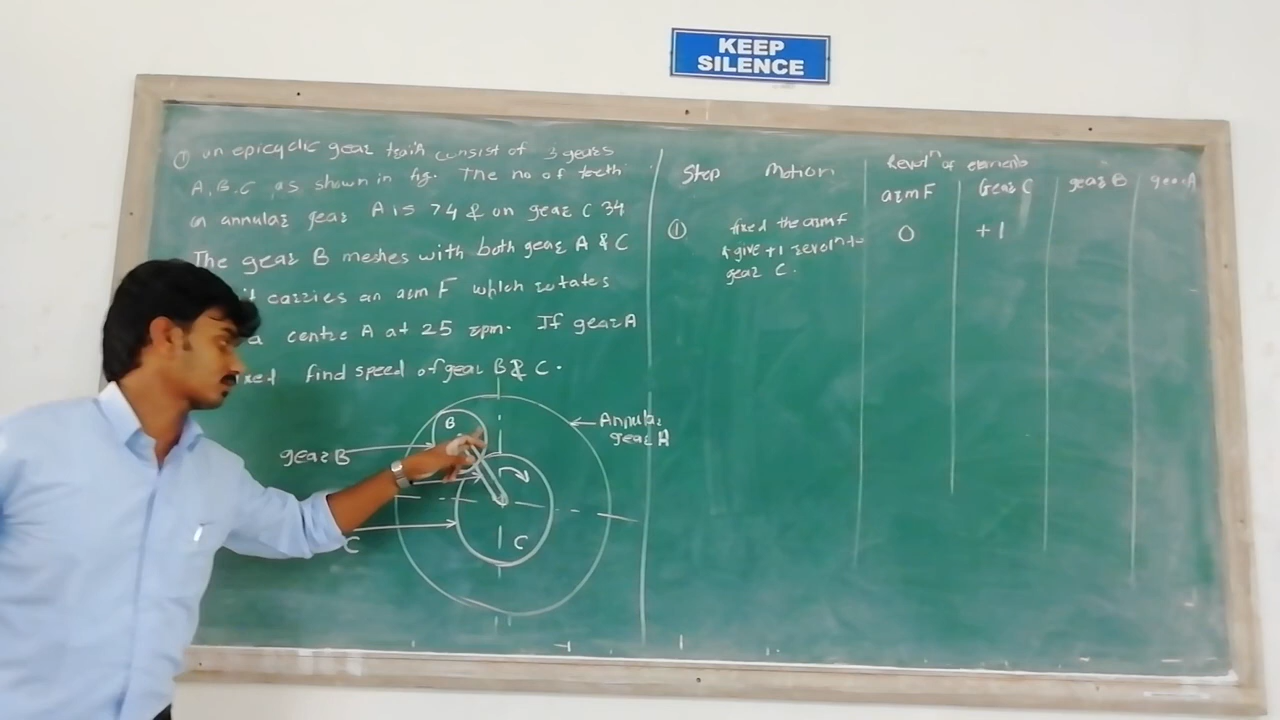 KEEP
SILENCE
① an epicyclic gear train consist of 3 gears
A, B, C as shown in fig. The no of teeth
on annular gear A is 74 & on gear C 34
The gear B meshes with both gear A & C
it carries an arm F which rotates
a centre A at 25 rpm. If gear A
ixed find speed of gear B & C.
B
Annular
gear A
gear B
C
C
Step Motion Revolⁿ of elements
arm F Gear C gear B gear A
① fixed the arm F 0 +1
& give +1 revolⁿ to
gear C.